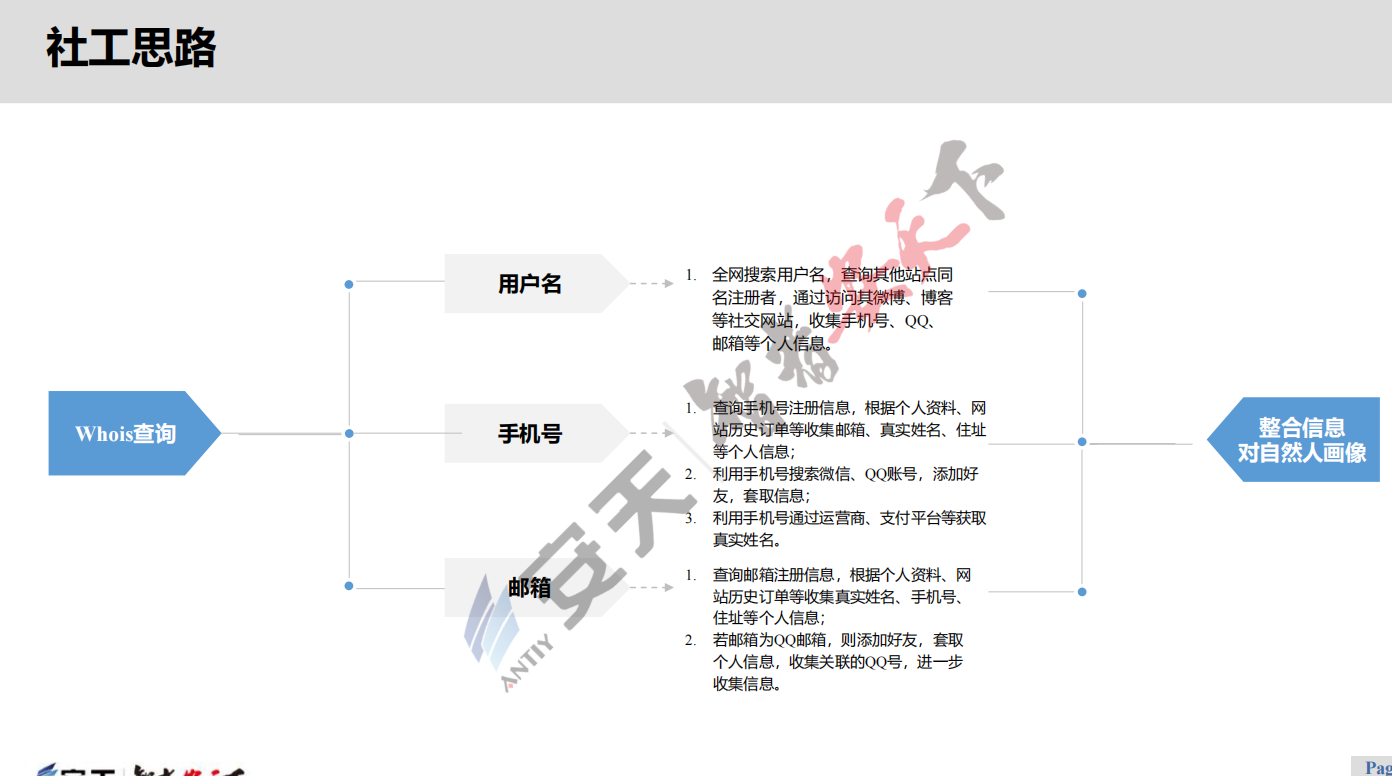 社工思路
用户名
1. 全网搜索用户名，查询其他站点同
名注册者，通过访问其微博、博客
等社交网站，收集手机号、QQ、
邮箱等个人信息。
Whois查询
手机号
1. 查询手机号注册信息，根据个人资料、网
站历史订单等收集邮箱、真实姓名、住址
等个人信息；
2. 利用手机号搜索微信、QQ账号，添加好
友，套取信息；
3. 利用手机号通过运营商、支付平台等获取
真实姓名。
整合信息
对自然人画像
邮箱
1. 查询邮箱注册信息，根据个人资料、网
站历史订单等收集真实姓名、手机号、
住址等个人信息；
2. 若邮箱为QQ邮箱，则添加好友，套取
个人信息，收集关联的QQ号，进一步
收集信息。
安天 智者安天下
ANTIY
Pag